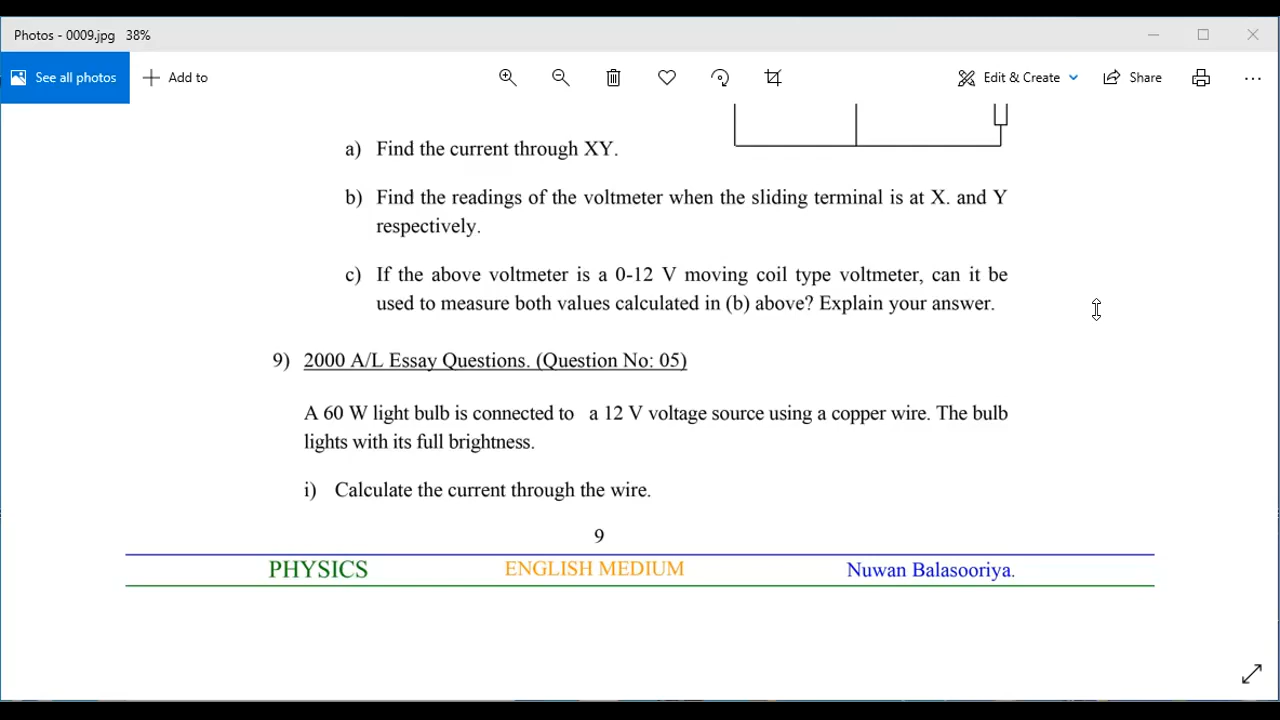 Photos - 0009.jpg 38%
See all photos
Add to
Edit & Create
Share
a) Find the current through XY.
b) Find the readings of the voltmeter when the sliding terminal is at X. and Y
respectively.
c) If the above voltmeter is a 0-12 V moving coil type voltmeter, can it be
used to measure both values calculated in (b) above? Explain your answer.
9) 2000 A/L Essay Questions. (Question No: 05)
A 60 W light bulb is connected to a 12 V voltage source using a copper wire. The bulb
lights with its full brightness.
i) Calculate the current through the wire.
9
PHYSICS
ENGLISH MEDIUM
Nuwan Balasooriya.